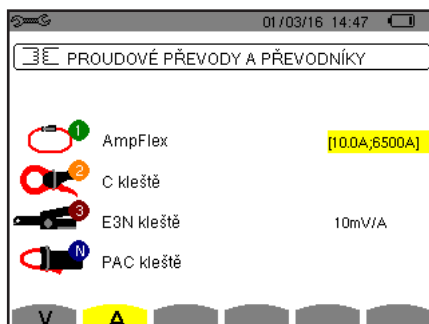 01/03/16 14:47
PROUDOVÉ PŘEVODY A PŘEVODNÍKY
1 AmpFlex [10.0A;6500A]
2 C kleště
3 E3N kleště 10mV/A
N PAC kleště
V A